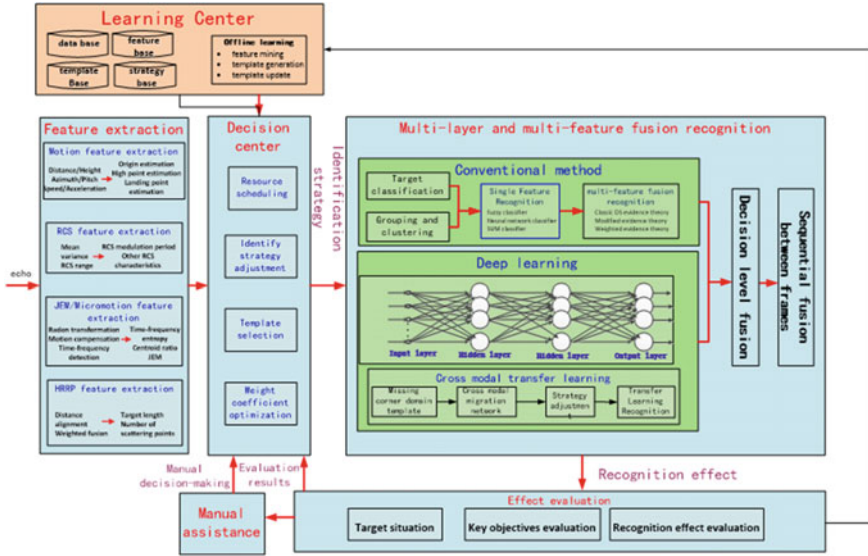 Learning Center
data base
feature
base
template
Base
strategy
base
Offline learning
• feature mining
• template generation
• template update
Feature extraction
Motion feature extraction
Distance/Height
Azimuth/Pitch
Speed/Acceleration
Origin estimation
High point estimation
Landing point
estimation
RCS feature extraction
Mean
variance
RCS range
RCS modulation period
Other RCS
characteristics
JEM/Micromotion feature
extraction
Radon transformation
Motion compensation
Time-frequency
detection
Time-frequency
entropy
Centroid ratio
JEM
HRRP feature extraction
Distance
alignment
Weighted fusion
Target length
Number of
scattering points
echo
Decision
center
Resource
scheduling
Identify
strategy
adjustment
Template
selection
Weight
coefficient
optimization
Identification
strategy
Multi-layer and multi-feature fusion recognition
Conventional method
Target
classification
Grouping and
clustering
Single Feature
Recognition
Fuzzy classifier
Neural network classifier
SVM classifier
multi-feature fusion
recognition
Classic DS evidence theory
Modified evidence theory
Weighted evidence theory
Deep learning
Input layer
Hidden layer
Hidden layer
Output layer
Cross modal transfer learning
Missing
corner domain
template
Cross modal
migration
network
Strategy
adjustmen
t
Transfer
Learning
Recognition
Decision level fusion
Sequential fusion
between frames
Manual
decision-making
Evaluation
results
Recognition effect
Manual
assistance
Effect evaluation
Target situation
Key objectives evaluation
Recognition effect evaluation